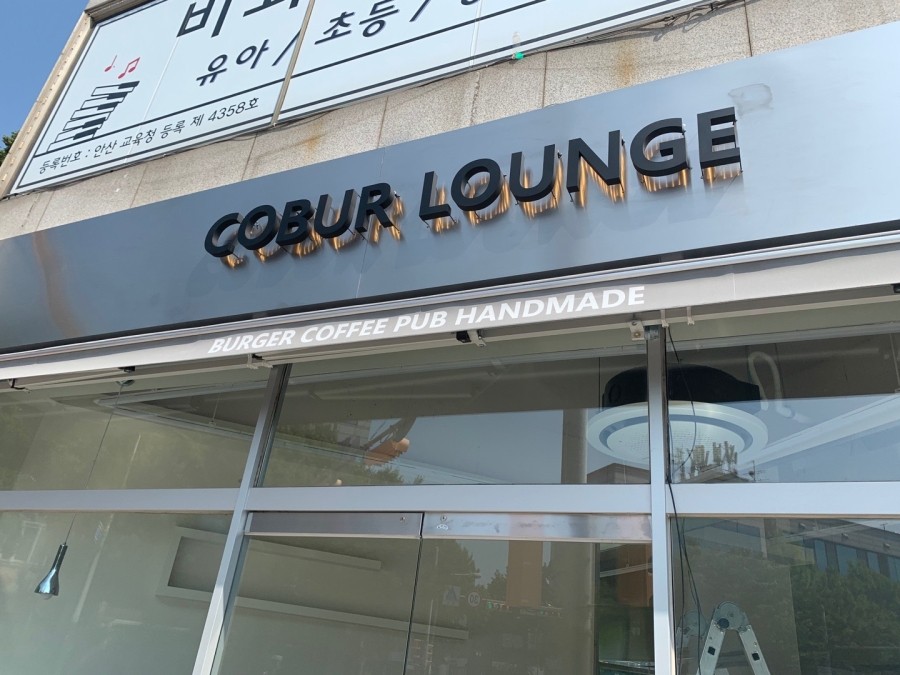 유아 / 초등 /
등록번호 : 안산 교육청 등록 제 4358호
COBUR LOUNGE
BURGER COFFEE PUB HANDMADE